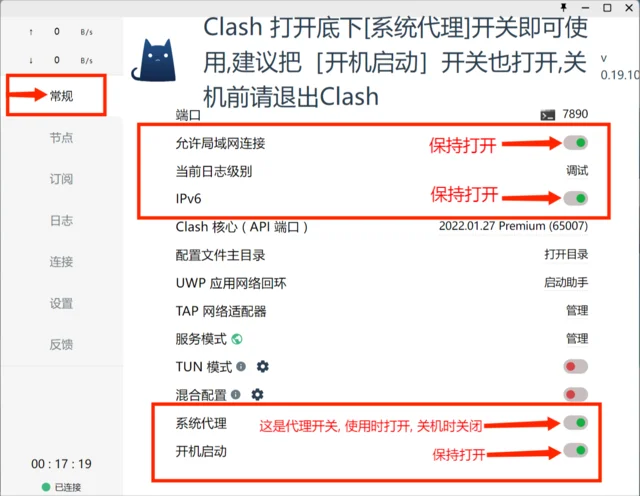 ↑ 0 B/s
↓ 0 B/s
常规
节点
订阅
日志
连接
设置
反馈
00 : 17 : 19
已连接
Clash 打开底下[系统代理]开关即可使
用,建议把［开机启动］开关也打开,关
机前请退出Clash
v
0.19.10
端口 7890
允许局域网连接 保持打开
当前日志级别 调试
IPv6 保持打开
Clash 核心 ( API 端口 ) 2022.01.27 Premium (65007)
配置文件主目录 打开目录
UWP 应用网络回环 启动助手
TAP 网络适配器 管理
服务模式 管理
TUN 模式
混合配置
系统代理 这是代理开关, 使用时打开, 关机时关闭
开机启动 保持打开